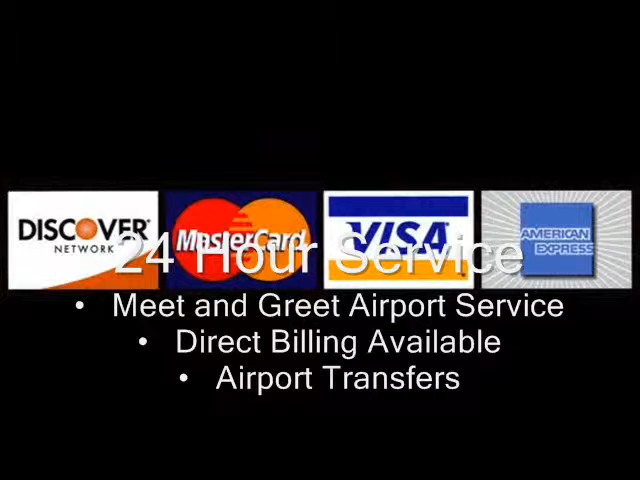 DISCOVER
NETWORK
MasterCard
VISA
AMERICAN
EXPRESS
24 Hour Service
• Meet and Greet Airport Service
• Direct Billing Available
• Airport Transfers